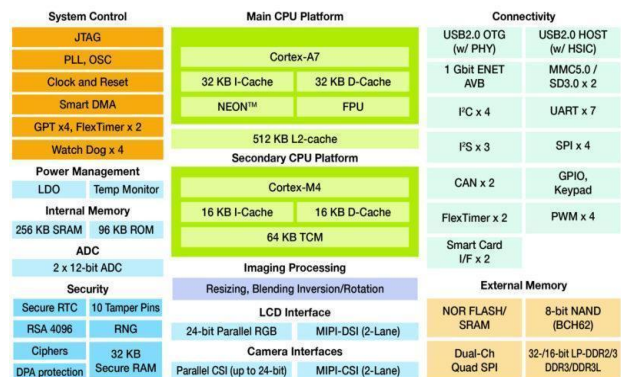 System Control
JTAG
PLL, OSC
Clock and Reset
Smart DMA
GPT x4, FlexTimer x 2
Watch Dog x 4
Power Management
LDO
Temp Monitor
Internal Memory
256 KB SRAM
96 KB ROM
ADC
2 x 12-bit ADC
Security
Secure RTC
10 Tamper Pins
RSA 4096
RNG
Ciphers
32 KB
Secure RAM
DPA protection
Main CPU Platform
Cortex-A7
32 KB I-Cache
32 KB D-Cache
NEON™
FPU
512 KB L2-cache
Secondary CPU Platform
Cortex-M4
16 KB I-Cache
16 KB D-Cache
64 KB TCM
Imaging Processing
Resizing, Blending Inversion/Rotation
LCD Interface
24-bit Parallel RGB
MIPI-DSI (2-Lane)
Camera Interfaces
Parallel CSI (up to 24-bit)
MIPI-CSI (2-Lane)
Connectivity
USB2.0 OTG
(w/ PHY)
USB2.0 HOST
(w/ HSIC)
1 Gbit ENET
AVB
MMC5.0 /
SD3.0 x 2
I²C x 4
UART x 7
I²S x 3
SPI x 4
CAN x 2
GPIO,
Keypad
FlexTimer x 2
PWM x 4
Smart Card
I/F x 2
External Memory
NOR FLASH/
SRAM
8-bit NAND
(BCH62)
Dual-Ch
Quad SPI
32-/16-bit LP-DDR2/3
DDR3/DDR3L